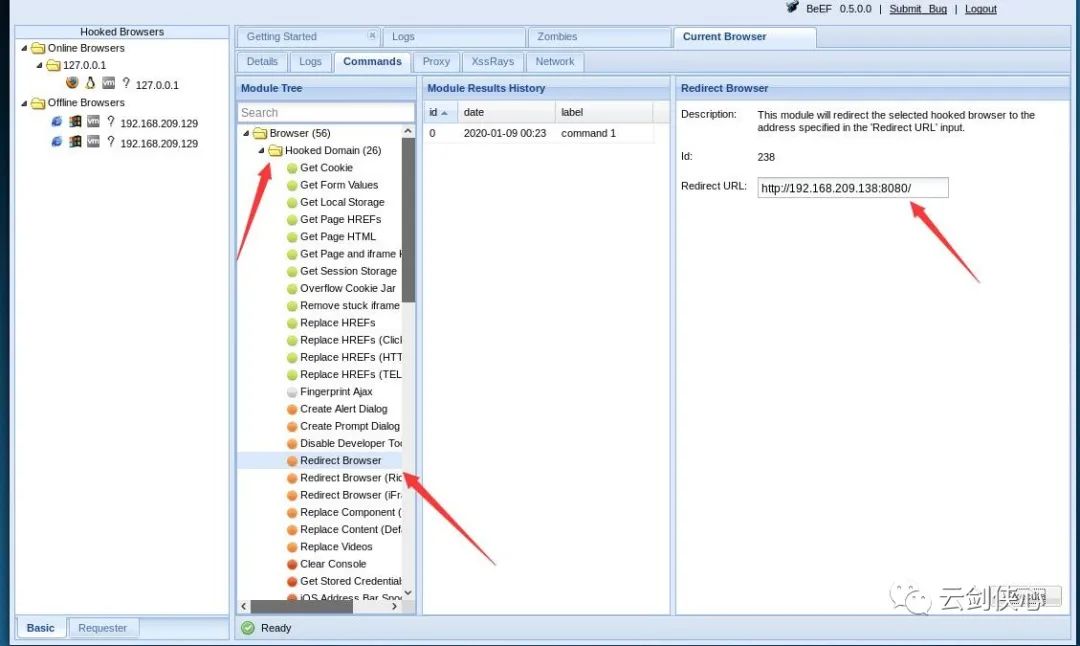 BeEF 0.5.0.0 | Submit Bug | Logout
Hooked Browsers
Online Browsers
127.0.0.1
? 127.0.0.1
Offline Browsers
? 192.168.209.129
? 192.168.209.129
Basic
Requester
Getting Started
Logs
Zombies
Current Browser
Details
Logs
Commands
Proxy
XssRays
Network
Module Tree
Search
Browser (56)
Hooked Domain (26)
Get Cookie
Get Form Values
Get Local Storage
Get Page HREFs
Get Page HTML
Get Page and iframe
Get Session Storage
Overflow Cookie Jar
Remove stuck iframe
Replace HREFs
Replace HREFs (Click
Replace HREFs (HTT
Replace HREFs (TEL
Fingerprint Ajax
Create Alert Dialog
Create Prompt Dialog
Disable Developer Too
Redirect Browser
Redirect Browser (Ric
Redirect Browser (iFra
Replace Component (
Replace Content (Defa
Replace Videos
Clear Console
Get Stored Credential
iOS Address Bar Spoo
Module Results History
id date label
0 2020-01-09 00:23 command 1
Redirect Browser
Description: This module will redirect the selected hooked browser to the
address specified in the 'Redirect URL' input.
Id: 238
Redirect URL: http://192.168.209.138:8080/
云剑侠心
Ready